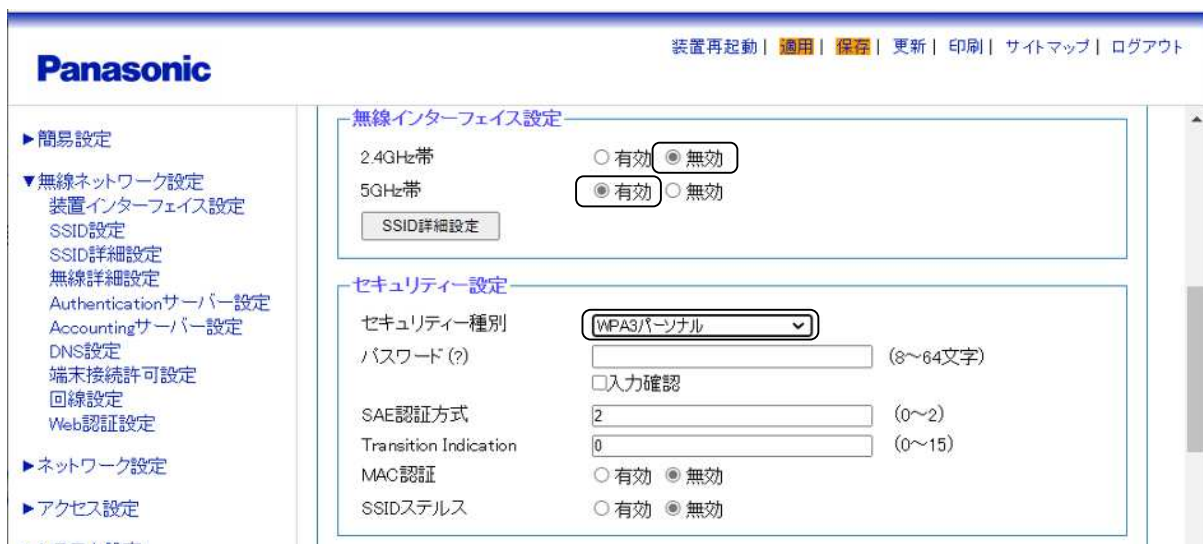 装置再起動| 適用| 保存| 更新| 印刷| サイトマップ| ログアウト
Panasonic
▶簡易設定
▼無線ネットワーク設定
装置インターフェイス設定
SSID設定
SSID詳細設定
無線詳細設定
Authenticationサーバー設定
Accountingサーバー設定
DNS設定
端末接続許可設定
回線設定
Web認証設定
▶ネットワーク設定
▶アクセス設定
無線インターフェイス設定
2.4GHz帯 有効 無効
5GHz帯 有効 無効
SSID詳細設定
セキュリティー設定
セキュリティー種別 WPA3パーソナル
パスワード(?) (8～64文字)
入力確認
SAE認証方式 2 (0～2)
Transition Indication 0 (0～15)
MAC認証 有効 無効
SSIDステルス 有効 無効